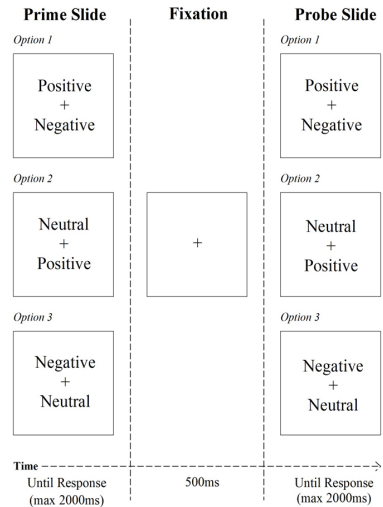 Prime Slide
Fixation
Probe Slide
Option 1
Option 1
Positive
+
Negative
Positive
+
Negative
Option 2
Option 2
Neutral
+
Positive
+
Neutral
+
Positive
Option 3
Option 3
Negative
+
Neutral
Negative
+
Neutral
Time
Until Response
(max 2000ms)
500ms
Until Response
(max 2000ms)